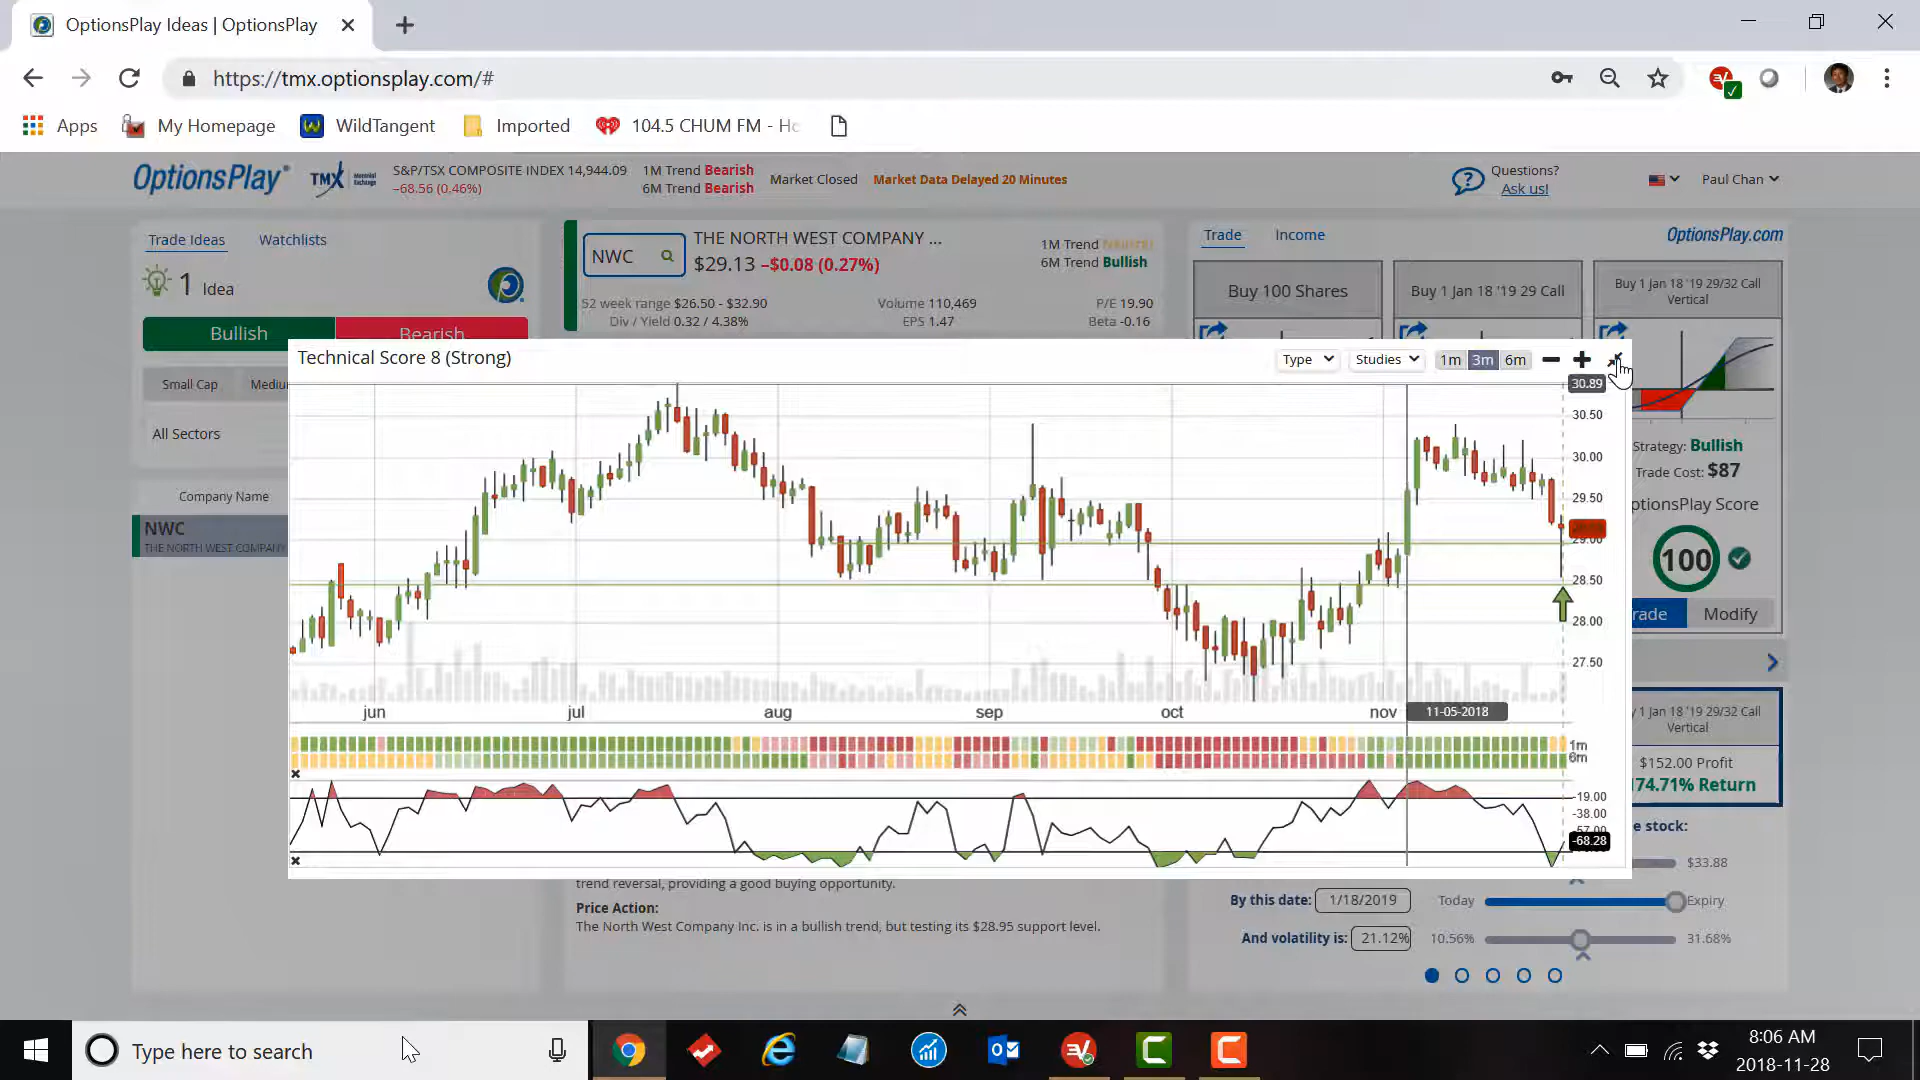 OptionsPlay Ideas | OptionsPlay
https://tmx.optionsplay.com/#
Apps
My Homepage
WildTangent
Imported
104.5 CHUM FM - Ho
OptionsPlay®
TMX
S&P/TSX COMPOSITE INDEX 14,944.09
–68.56 (0.46%)
1M Trend Bearish
6M Trend Bearish
Market Closed
Market Data Delayed 20 Minutes
Questions?
Ask us!
Paul Chan
Trade Ideas
Watchlists
1 Idea
Bullish
Bearish
Small Cap
Mediu
All Sectors
Company Name
NWC
THE NORTH WEST COMPANY
NWC
THE NORTH WEST COMPANY ...
$29.13 –$0.08 (0.27%)
1M Trend Neutral
6M Trend Bullish
52 week range $26.50 - $32.90
Volume 110,469
P/E 19.90
Div / Yield 0.32 / 4.38%
EPS 1.47
Beta -0.16
Trade
Income
OptionsPlay.com
Buy 100 Shares
Buy 1 Jan 18 '19 29 Call
Buy 1 Jan 18 '19 29/32 Call
Vertical
Technical Score 8 (Strong)
Type
Studies
1m
3m
6m
30.89
30.50
30.00
29.50
29.00
28.50
28.00
27.50
jun
jul
aug
sep
oct
nov
11-05-2018
1m
6m
-19.00
-38.00
-57.00
-68.28
Strategy: Bullish
Trade Cost: $87
ptionsPlay Score
100
rade
Modify
y 1 Jan 18 '19 29/32 Call
Vertical
$152.00 Profit
174.71% Return
e stock:
$33.88
trend reversal, providing a good buying opportunity.
Price Action:
The North West Company Inc. is in a bullish trend, but testing its $28.95 support level.
By this date:
1/18/2019
Today
Expiry
And volatility is:
21.12%
10.56%
31.68%
Type here to search
8:06 AM
2018-11-28